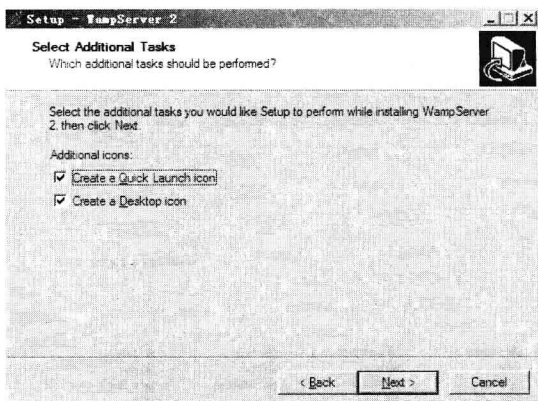 Setup - WampServer 2
Select Additional Tasks
Which additional tasks should be performed?
Select the additional tasks you would like Setup to perform while installing WampServer
2, then click Next.
Additional icons:
Create a Quick Launch icon
Create a Desktop icon
< Back
Next >
Cancel